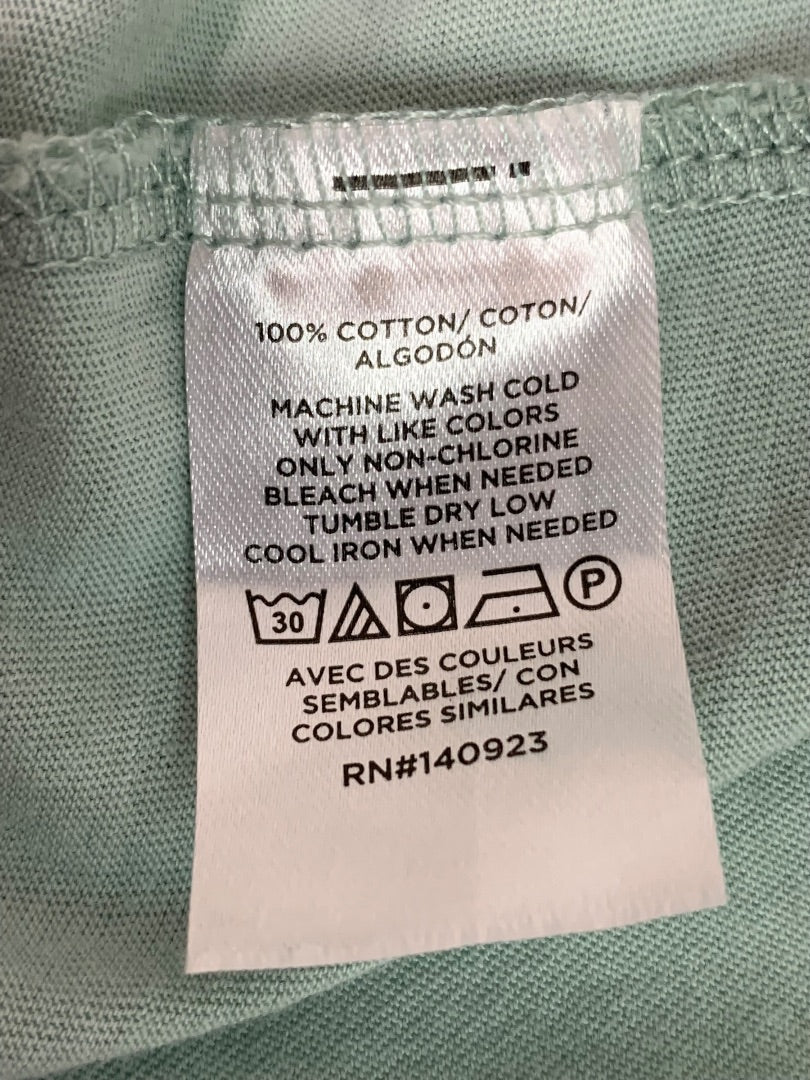 100% COTTON/ COTON/
ALGODÓN
MACHINE WASH COLD
WITH LIKE COLORS
ONLY NON-CHLORINE
BLEACH WHEN NEEDED
TUMBLE DRY LOW
COOL IRON WHEN NEEDED
30 P
AVEC DES COULEURS
SEMBLABLES/ CON
COLORES SIMILARES
RN#140923